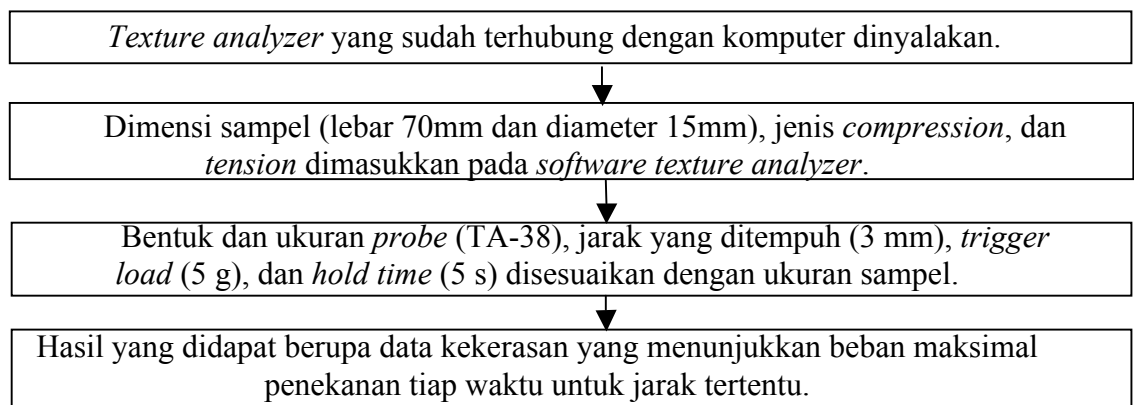 Texture analyzer yang sudah terhubung dengan komputer dinyalakan.
Dimensi sampel (lebar 70mm dan diameter 15mm), jenis compression, dan
tension dimasukkan pada software texture analyzer.
Bentuk dan ukuran probe (TA-38), jarak yang ditempuh (3 mm), trigger
load (5 g), dan hold time (5 s) disesuaikan dengan ukuran sampel.
Hasil yang didapat berupa data kekerasan yang menunjukkan beban maksimal
penekanan tiap waktu untuk jarak tertentu.